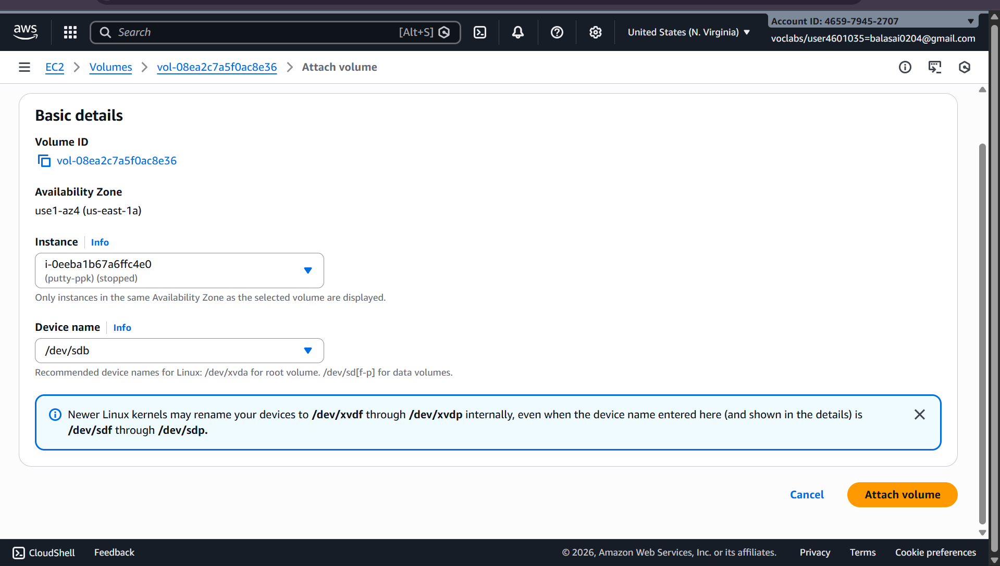 aws
Search [Alt+S]
United States (N. Virginia)
Account ID: 4659-7945-2707
voclabs/user4601035=balasai0204@gmail.com
EC2 Volumes vol-08ea2c7a5f0ac8e36 Attach volume
Basic details
Volume ID
vol-08ea2c7a5f0ac8e36
Availability Zone
use1-az4 (us-east-1a)
Instance Info
i-0eeba1b67a6ffc4e0
(putty-ppk) (stopped)
Only instances in the same Availability Zone as the selected volume are displayed.
Device name Info
/dev/sdb
Recommended device names for Linux: /dev/xvda for root volume. /dev/sd[f-p] for data volumes.
Newer Linux kernels may rename your devices to /dev/xvdf through /dev/xvdp internally, even when the device name entered here (and shown in the details) is
/dev/sdf through /dev/sdp.
Cancel Attach volume
CloudShell Feedback © 2026, Amazon Web Services, Inc. or its affiliates. Privacy Terms Cookie preferences